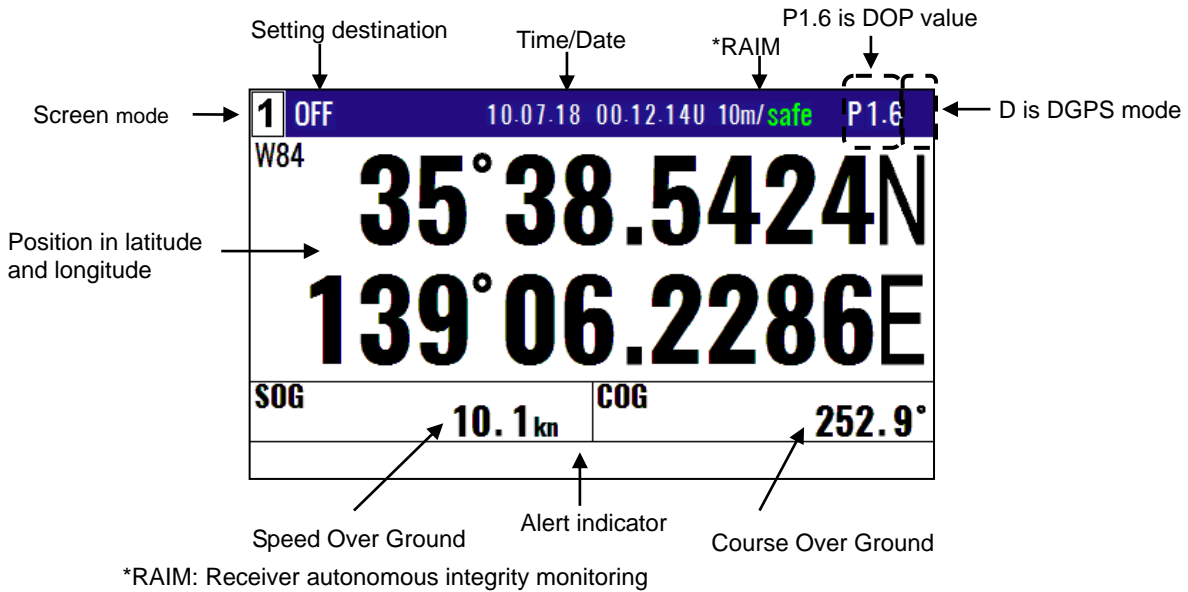 P1.6 is DOP value
Setting destination
Time/Date
*RAIM
Screen mode
1 OFF 10.07.18 00.12.14U 10m/safe P1.6
D is DGPS mode
W84
35°38.5424N
Position in latitude
and longitude
139°06.2286E
SOG
10.1kn
COG
252.9°
Alert indicator
Speed Over Ground
Course Over Ground
*RAIM: Receiver autonomous integrity monitoring